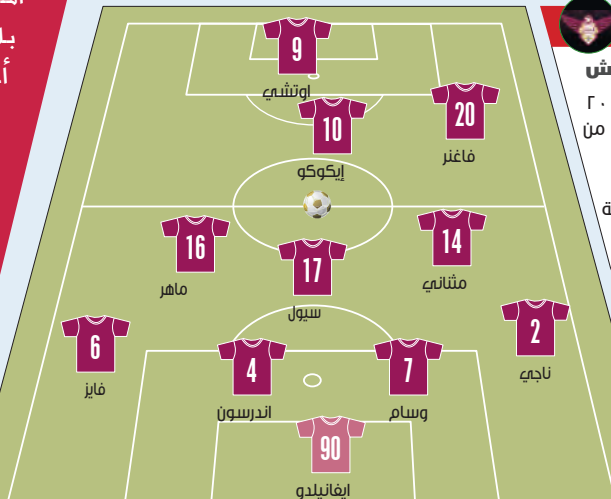 9
اوتشي
10
إيكوكو
20
فاغنر
16
ماهر
17
سيول
14
مثناني
6
فايز
4
اندرسون
7
وسام
2
ناجي
90
ايفانيلدو
من